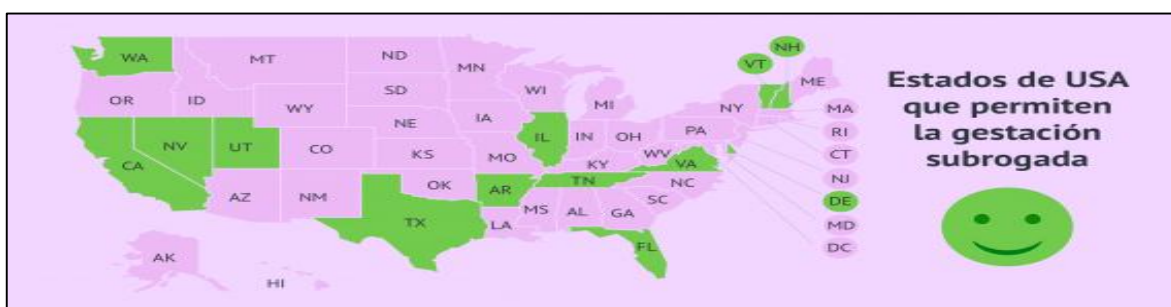 WA
MT
ND
MN
VT
NH
ME
OR
ID
SD
WI
MI
NY
MA
WY
IA
NE
PA
RI
NV
UT
CO
IL
IN
OH
CT
CA
KS
MO
KY
WV
VA
NJ
AZ
NM
OK
AR
TN
NC
DE
TX
LA
MS
AL
GA
SC
MD
FL
DC
AK
HI
Estados de USA
que permiten
la gestación
subrogada